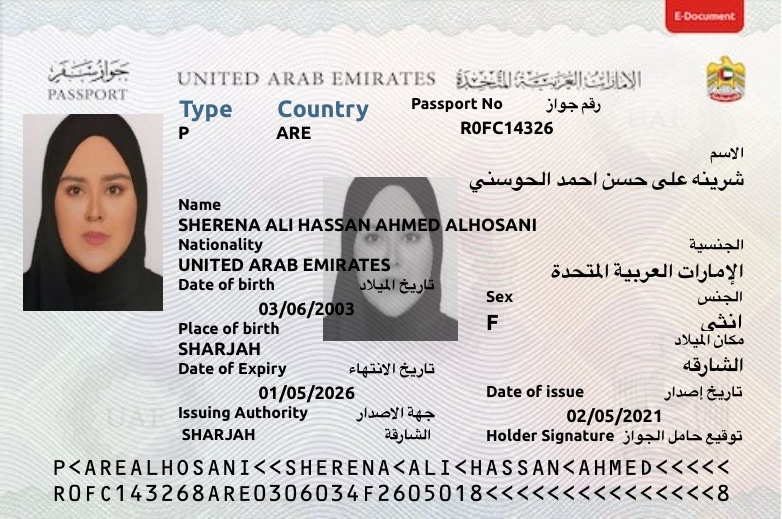 E-Document
جواز سفر
PASSPORT
UNITED ARAB EMIRATES الإمارات العربية المتحدة
Type Country Passport No رقم جواز
P ARE R0FC14326
الاسم
شرينه على حسن احمد الحوسني
Name
SHERENA ALI HASSAN AHMED ALHOSANI
Nationality الجنسية
UNITED ARAB EMIRATES الإمارات العربية المتحدة
Date of birth تاريخ الميلاد Sex الجنس
03/06/2003 F انثى
Place of birth مكان الميلاد
SHARJAH الشارقه
Date of Expiry تاريخ الانتهاء Date of issue تاريخ إصدار
01/05/2026 02/05/2021
Issuing Authority جهة الاصدار
SHARJAH الشارقة Holder Signature توقيع حامل الجواز
P<AREALHOSANI<<SHERENA<ALI<HASSAN<AHMED<<<<<
R0FC143268ARE0306034F2605018<<<<<<<<<<<<<<<8